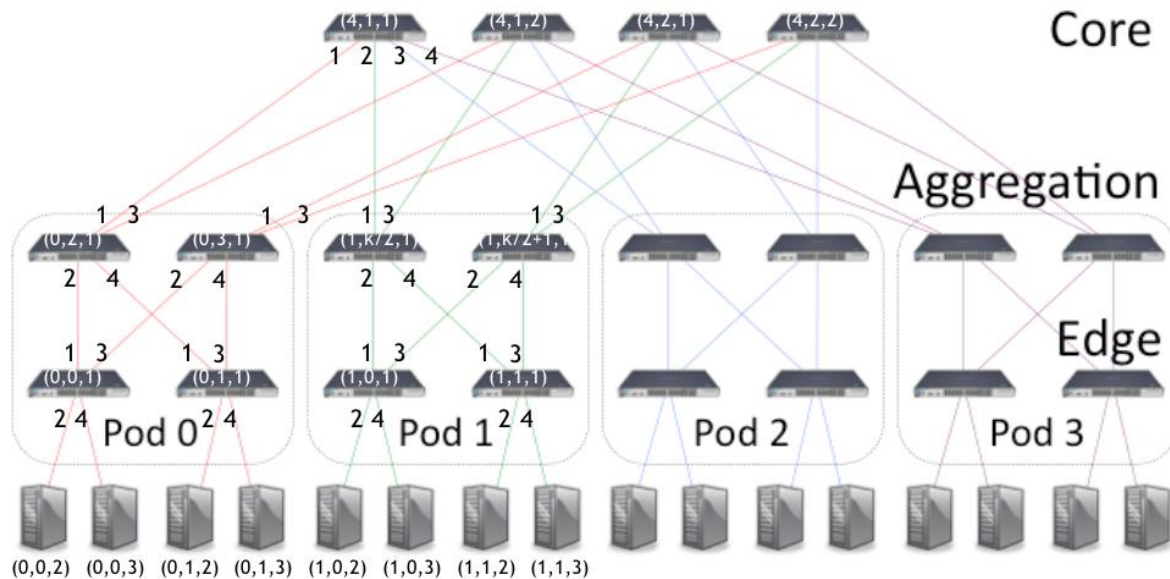 (4,1,1) (4,1,2) (4,2,1) (4,2,2) Core
1 2 3 4
Aggregation
1 3 1 3 1 3 1 3
(0,2,1) (0,3,1) (1,k/2,1) (1,k/2+1,1
2 4 2 4 2 4 2 4
Edge
1 3 1 3 1 3 1 3
(0,0,1) (0,1,1) (1,0,1) (1,1,1)
2 4 2 4 2 4 2 4
Pod 0 Pod 1 Pod 2 Pod 3
(0,0,2) (0,0,3) (0,1,2) (0,1,3) (1,0,2) (1,0,3) (1,1,2) (1,1,3)